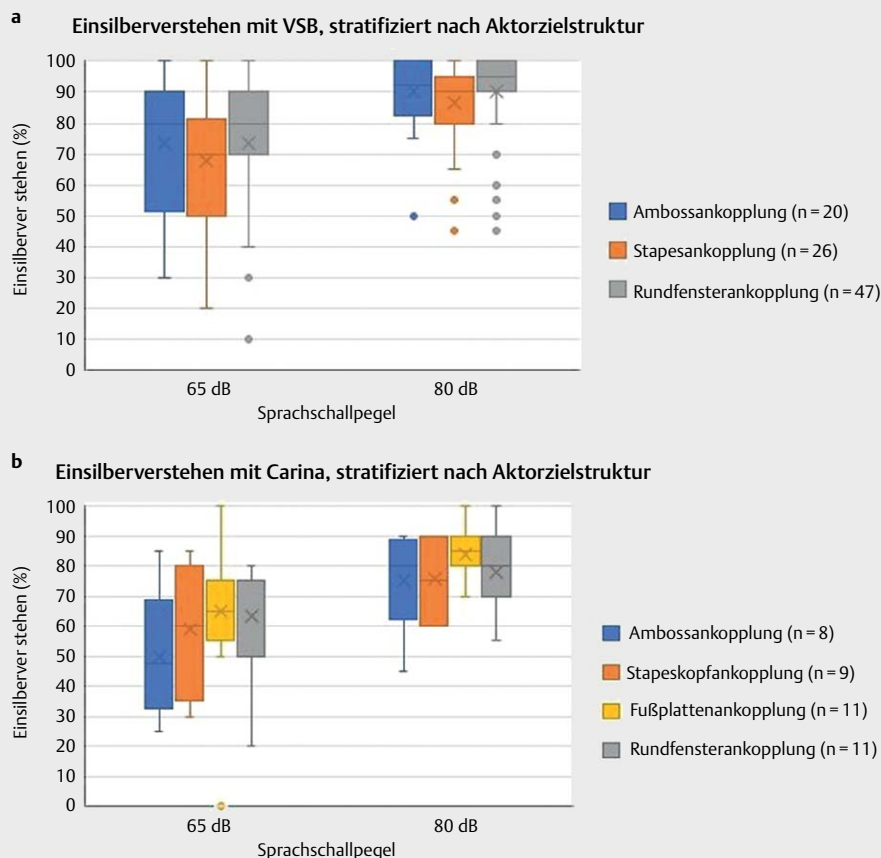 a
Einsilberverstehen mit VSB, stratifiziert nach Aktorzielstruktur
Einsilberver stehen (%)
100
90
80
70
60
50
40
30
20
10
0
65 dB 80 dB
Sprachschallpegel
Ambossankopplung (n = 20)
Stapesankopplung (n = 26)
Rundfensterankopplung (n = 47)
b
Einsilberverstehen mit Carina, stratifiziert nach Aktorzielstruktur
Einsilberver stehen (%)
100
90
80
70
60
50
40
30
20
10
0
65 dB 80 dB
Sprachschallpegel
Ambossankopplung (n = 8)
Stapeskopfankopplung (n = 9)
Fußplattenankopplung (n = 11)
Rundfensterankopplung (n = 11)